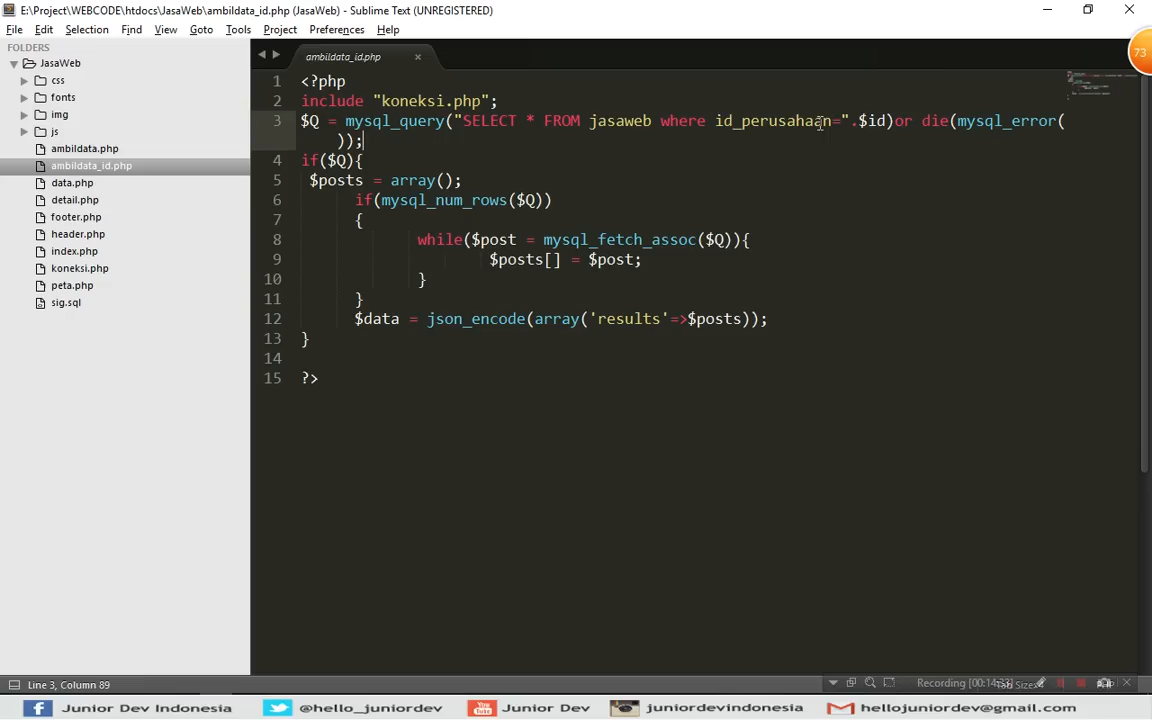 E:\Project\WEBCODE\htdocs\JasaWeb\ambildata_id.php (JasaWeb) - Sublime Text (UNREGISTERED)
File Edit Selection Find View Goto Tools Project Preferences Help
FOLDERS
JasaWeb
css
fonts
img
js
ambildata.php
ambildata_id.php
data.php
detail.php
footer.php
header.php
index.php
koneksi.php
peta.php
sig.sql
ambildata_id.php ×
73
1 <?php
2 include "koneksi.php";
3 $Q = mysql_query("SELECT * FROM jasaweb where id_perusahaan=".$id)or die(mysql_error(
));
4 if($Q){
5 $posts = array();
6 if(mysql_num_rows($Q))
7 {
8 while($post = mysql_fetch_assoc($Q)){
9 $posts[] = $post;
10 }
11 }
12 $data = json_encode(array('results'=>$posts));
13 }
14
15 ?>
Line 3, Column 89
Recording
Tab Size
Junior Dev Indonesia @hello_juniordev Junior Dev juniordevindonesia hellojuniordev@gmail.com